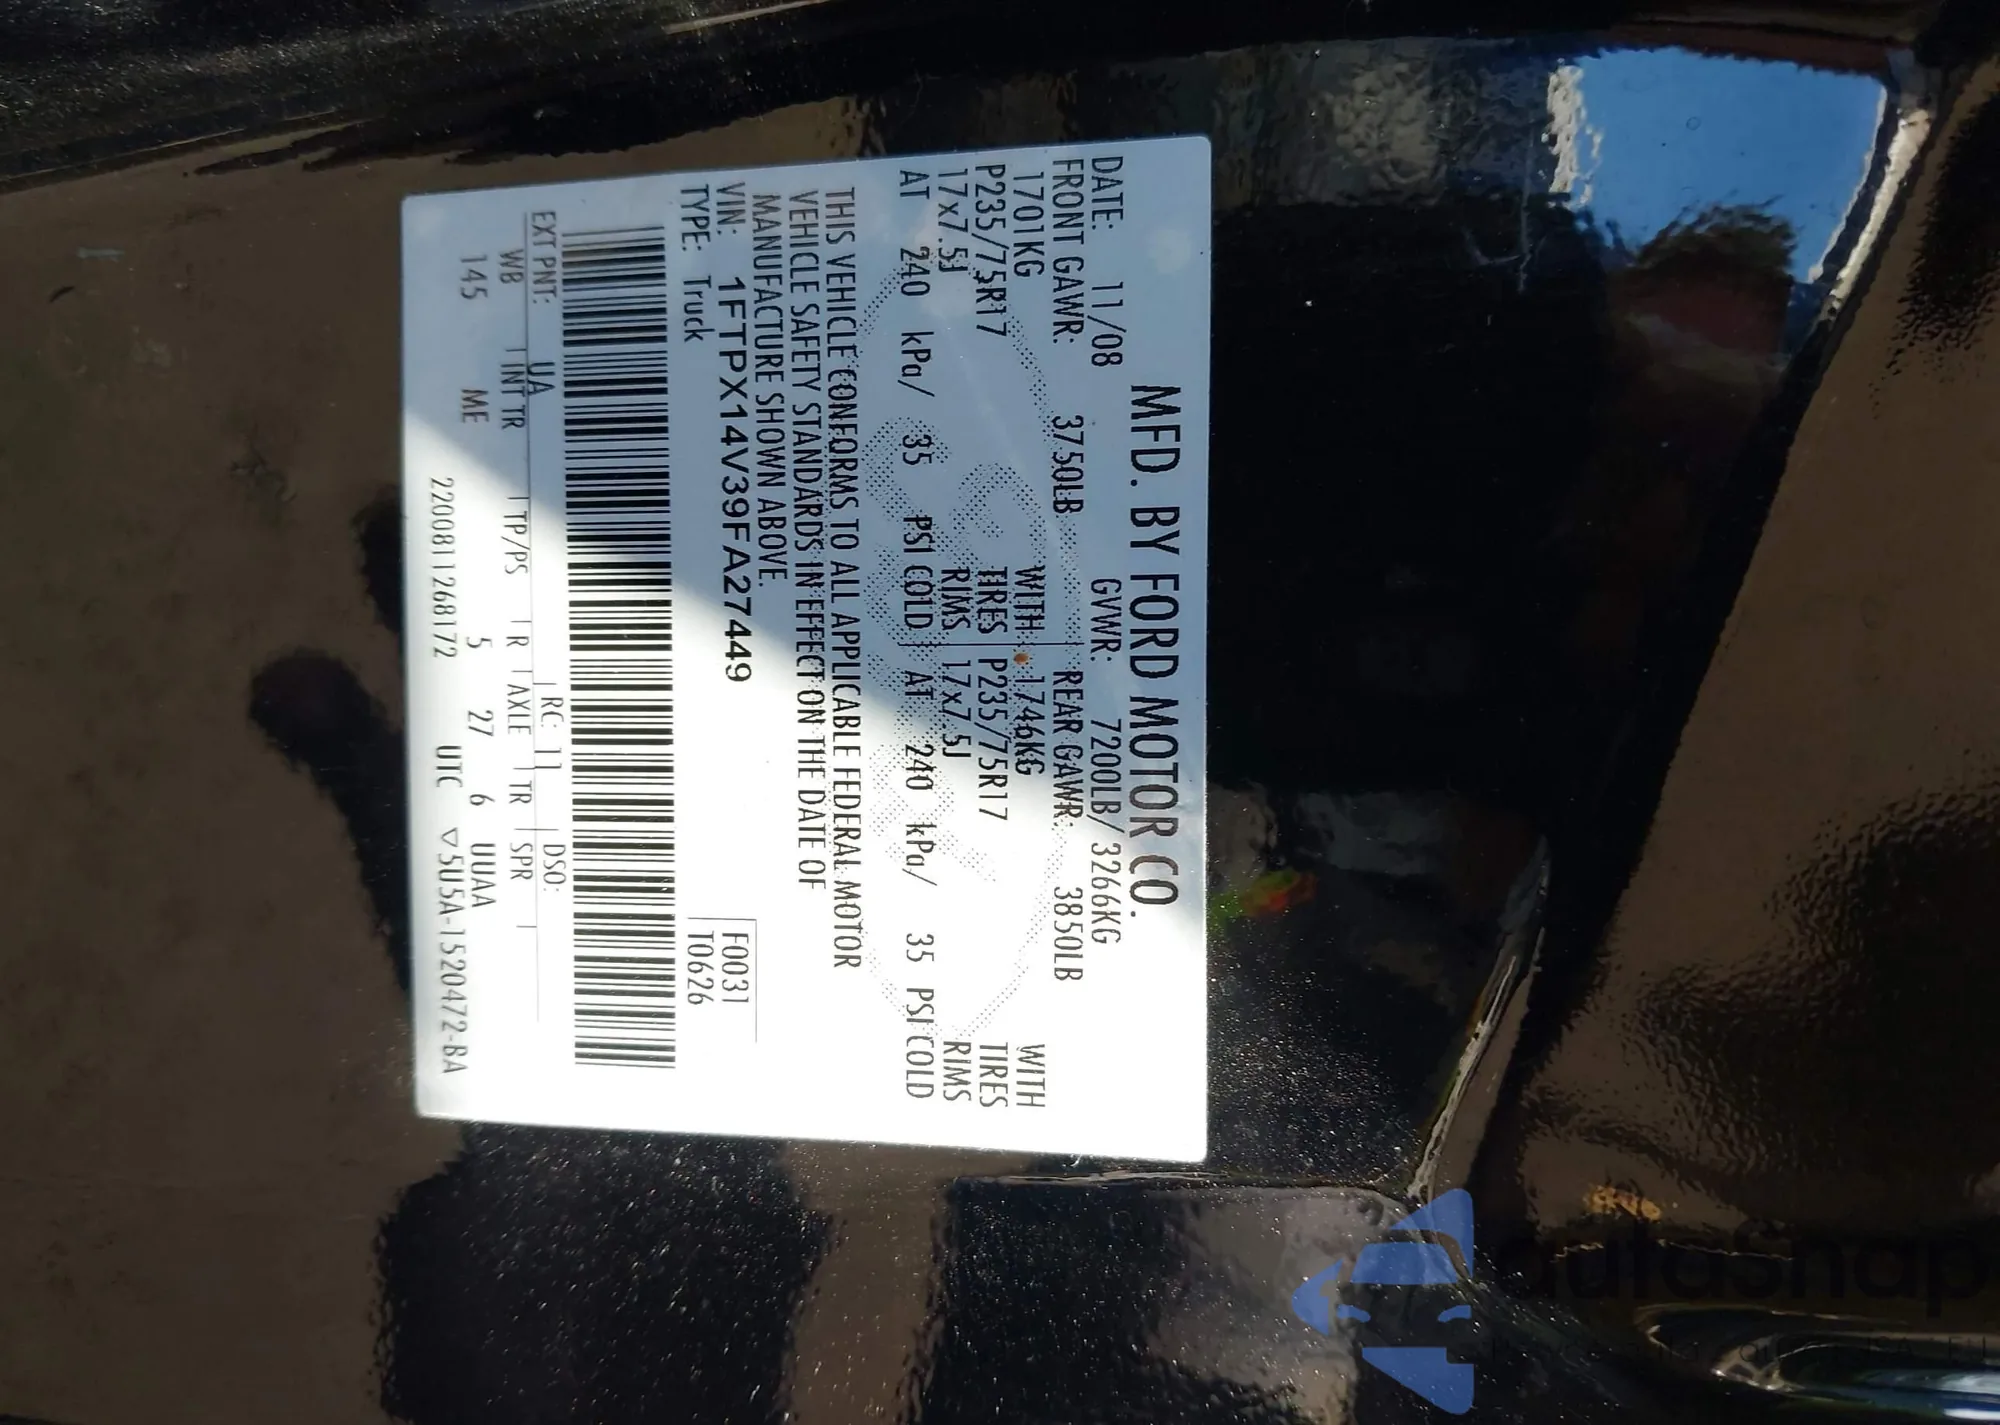 MFD. BY FORD MOTOR CO.
DATE: 11/08 GVWR: 7200LB/3266KG
FRONT GAWR: 3750LB REAR GAWR: 3850LB
1701KG WITH 1746KG WITH
P235/75R17 TIRES P235/75R17 TIRES
17x7.5J RIMS 17x7.5J RIMS
AT 240 kPa/ 35 PSI COLD AT 240 kPa/ 35 PSI COLD
THIS VEHICLE CONFORMS TO ALL APPLICABLE FEDERAL MOTOR
VEHICLE SAFETY STANDARDS IN EFFECT ON THE DATE OF
MANUFACTURE SHOWN ABOVE.
VIN: 1FTPX14V39FA27449 F0031
TYPE: Truck T0626
EXT PNT: UA RC: 11 DSO:
WB INT TR TP/PS R AXLE TR SPR
145 ME 5 27 6 UUAA
2200811268172 UTC ▽5U5A-1520472-BA
autosnap